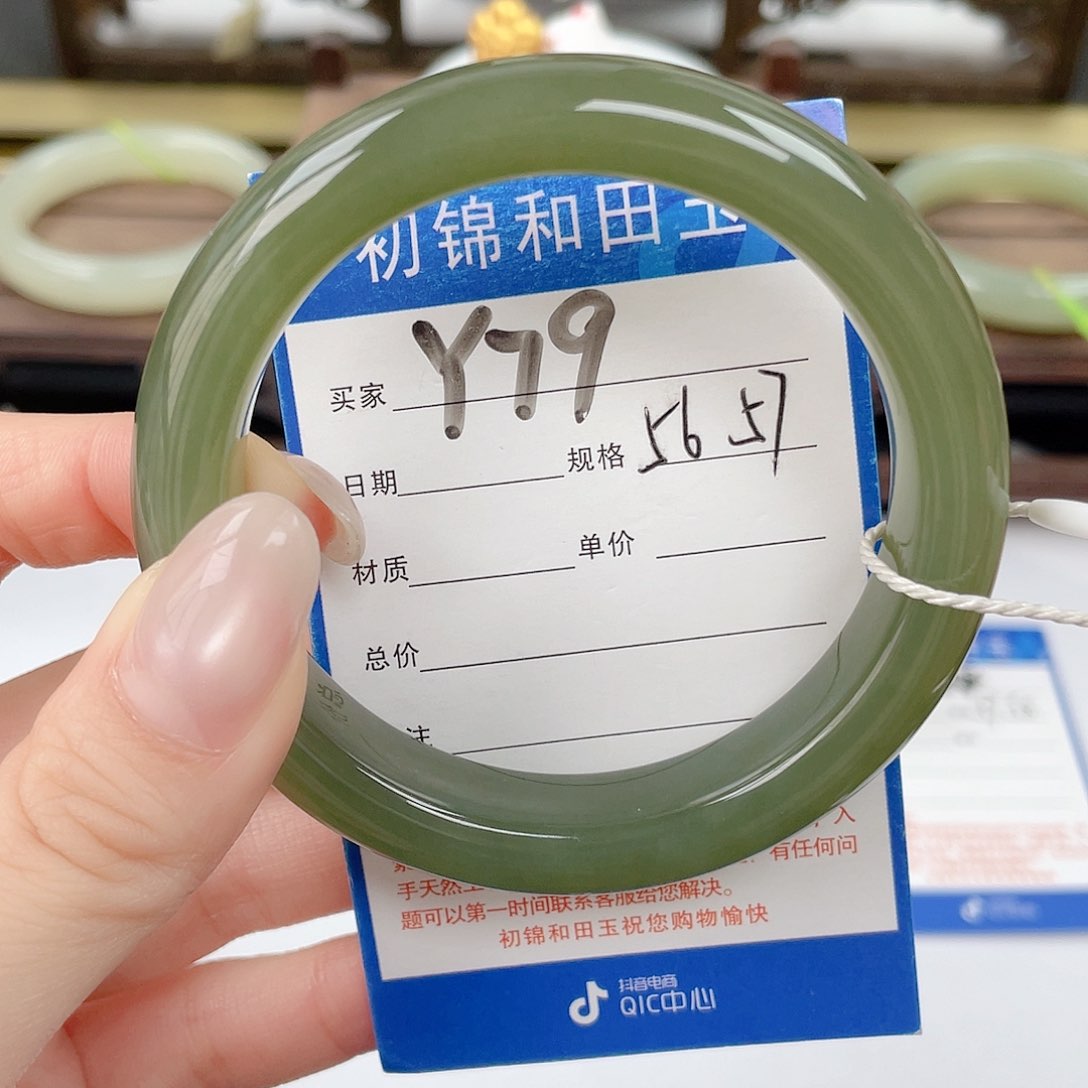 初锦和田玉
买家 Y79
日期 规格 56 57
材质 单价
总价
注
入
有任何问
手天然
题可以第一时间联系客服给您解决。
初锦和田玉祝您购物愉快
抖音电商
QIC中心